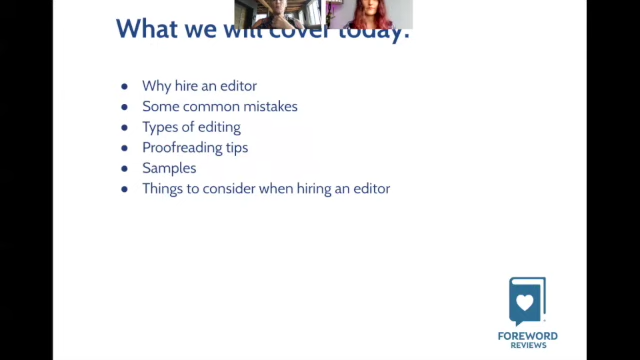 What we will cover today:
Why hire an editor
Some common mistakes
Types of editing
Proofreading tips
Samples
Things to consider when hiring an editor
FOREWORD
REVIEWS